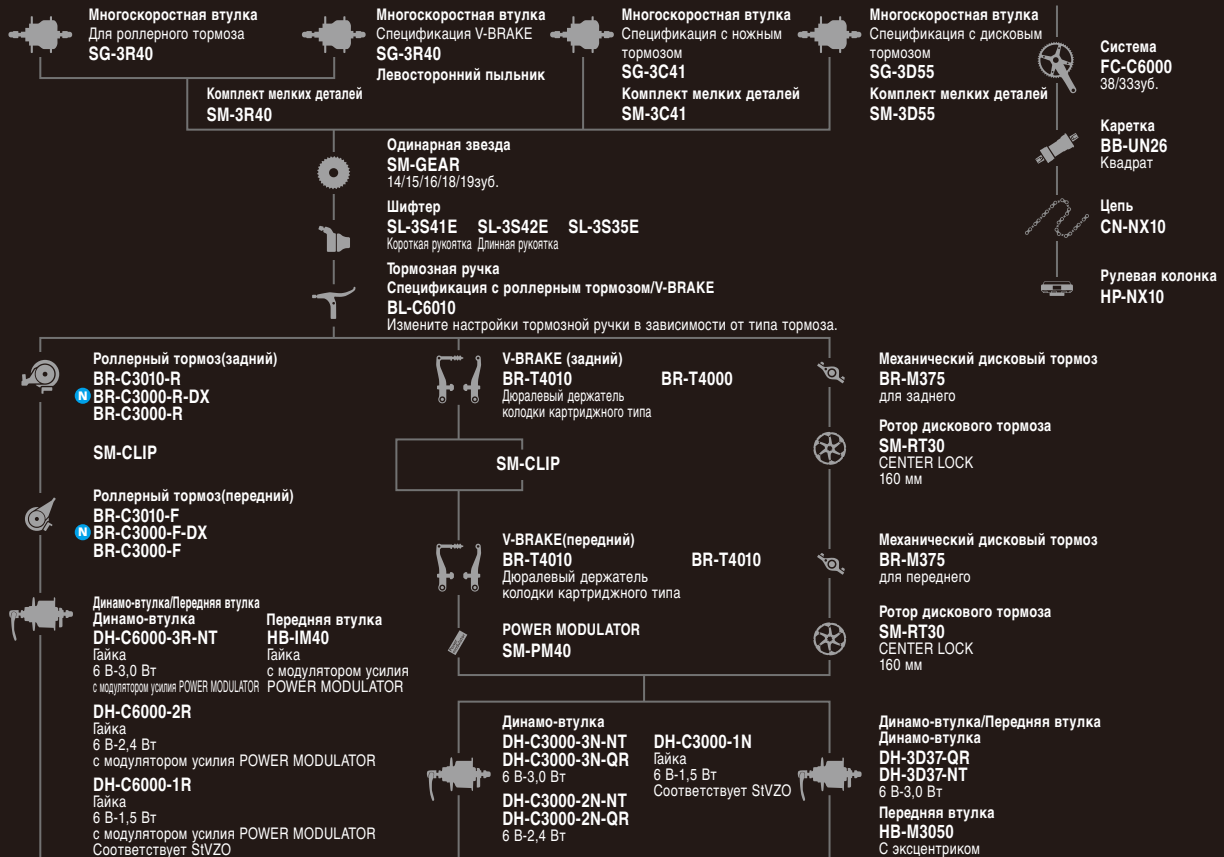 Многоскоростная втулка
Для роллерного тормоза
SG-3R40
Многоскоростная втулка
Спецификация V-BRAKE
SG-3R40
Левосторонний пыльник
Комплект мелких деталей
SM-3R40
Многоскоростная втулка
Спецификация с ножным
тормозом
SG-3C41
Комплект мелких деталей
SM-3C41
Многоскоростная втулка
Спецификация с дисковым
тормозом
SG-3D55
Комплект мелких деталей
SM-3D55
Система
FC-C6000
38/33зуб.
Каретка
BB-UN26
Квадрат
Цепь
CN-NX10
Рулевая колонка
HP-NX10
Одинарная звезда
SM-GEAR
14/15/16/18/19зуб.
Шифтер
SL-3S41E SL-3S42E SL-3S35E
Короткая рукоятка Длинная рукоятка
Тормозная ручка
Спецификация с роллерным тормозом/V-BRAKE
BL-C6010
Измените настройки тормозной ручки в зависимости от типа тормоза.
Роллерный тормоз(задний)
BR-C3010-R
N BR-C3000-R-DX
BR-C3000-R
SM-CLIP
Роллерный тормоз(передний)
BR-C3010-F
N BR-C3000-F-DX
BR-C3000-F
Динамо-втулка/Передняя втулка
Динамо-втулка
DH-C6000-3R-NT
Гайка
6 В-3,0 Вт
с модулятором усилия POWER MODULATOR
Передняя втулка
HB-IM40
Гайка
с модулятором усилия
POWER MODULATOR
DH-C6000-2R
Гайка
6 В-2,4 Вт
с модулятором усилия POWER MODULATOR
DH-C6000-1R
Гайка
6 В-1,5 Вт
с модулятором усилия POWER MODULATOR
Соответствует StVZO
V-BRAKE (задний)
BR-T4010 BR-T4000
Дюралевый держатель
колодки картриджного типа
SM-CLIP
V-BRAKE(передний)
BR-T4010 BR-T4010
Дюралевый держатель
колодки картриджного типа
POWER MODULATOR
SM-PM40
Динамо-втулка
DH-C3000-3N-NT
DH-C3000-3N-QR
6 В-3,0 Вт
DH-C3000-2N-NT
DH-C3000-2N-QR
6 В-2,4 Вт
DH-C3000-1N
Гайка
6 В-1,5 Вт
Соответствует StVZO
Механический дисковый тормоз
BR-M375
для заднего
Ротор дискового тормоза
SM-RT30
CENTER LOCK
160 мм
Механический дисковый тормоз
BR-M375
для переднего
Ротор дискового тормоза
SM-RT30
CENTER LOCK
160 мм
Динамо-втулка/Передняя втулка
Динамо-втулка
DH-3D37-QR
DH-3D37-NT
6 В-3,0 Вт
Передняя втулка
HB-M3050
С эксцентриком